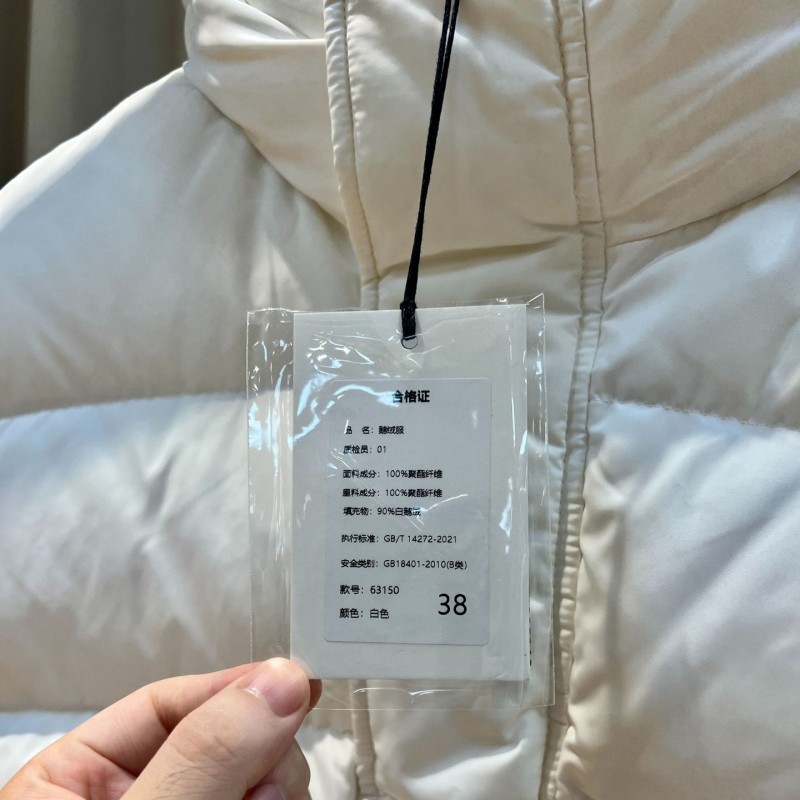 合格证
品 名：鹅绒服
质检员：01
面料成分：100%聚酯纤维
里料成分：100%聚酯纤维
填充物：90%白鹅绒
执行标准：GB/T 14272-2021
安全类别：GB18401-2010(B类)
款号：63150
颜色：白色
38